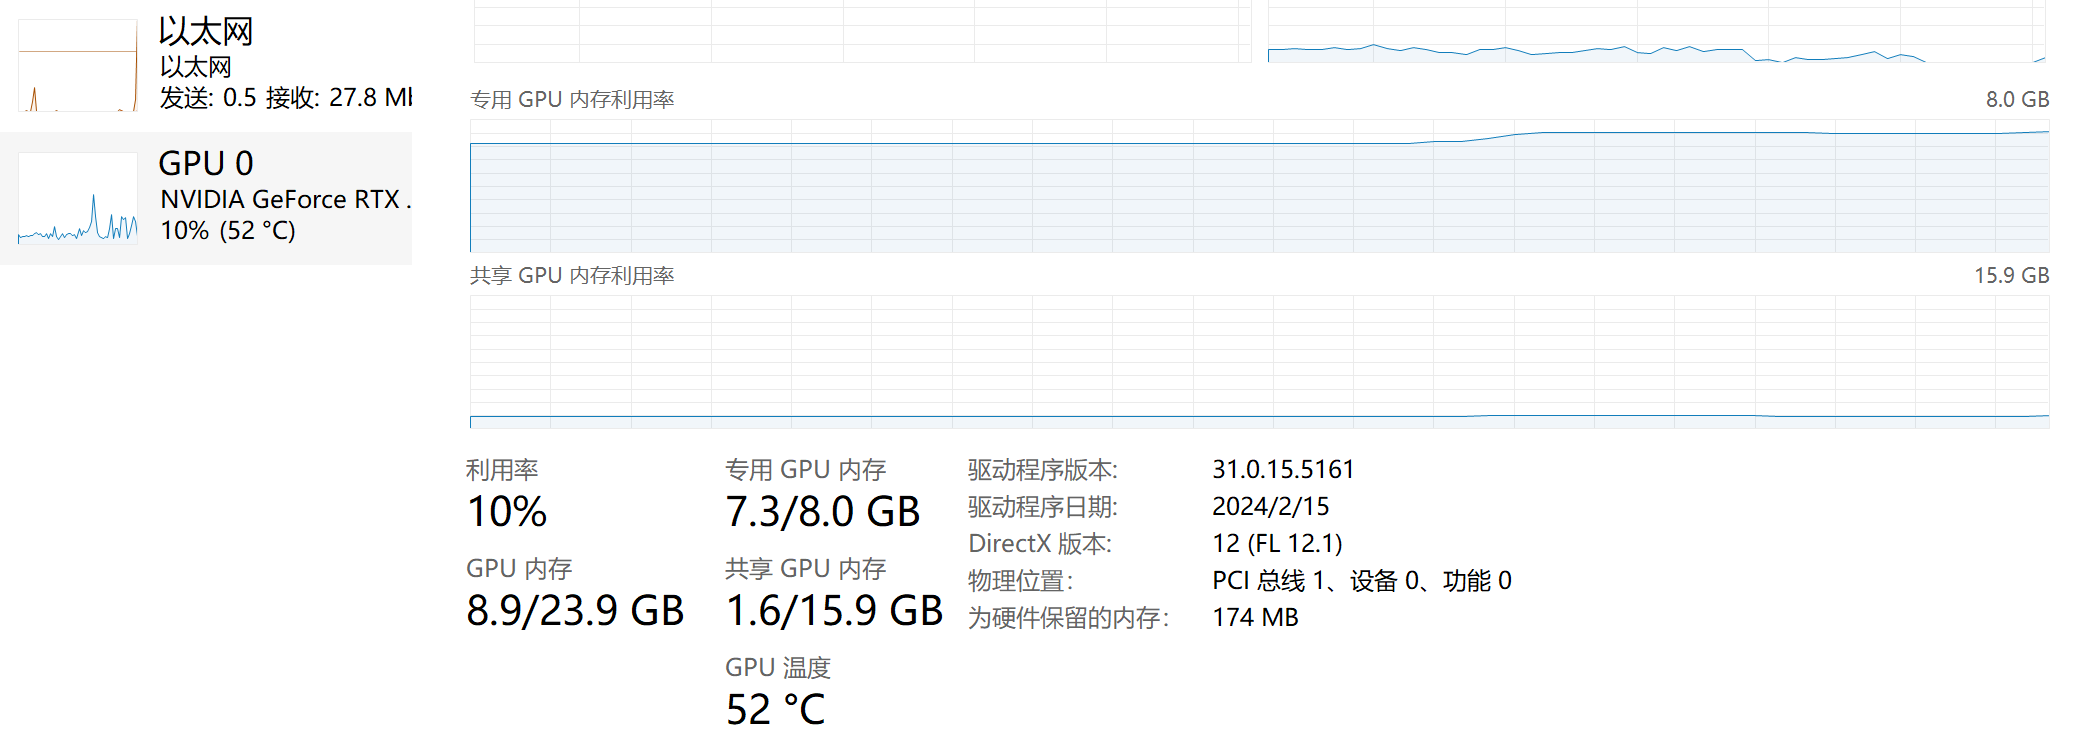 以太网
以太网
发送: 0.5 接收: 27.8 Mb
GPU 0
NVIDIA GeForce RTX .
10% (52 °C)
专用 GPU 内存利用率 8.0 GB
共享 GPU 内存利用率 15.9 GB
利用率
10%
专用 GPU 内存
7.3/8.0 GB
GPU 内存
8.9/23.9 GB
共享 GPU 内存
1.6/15.9 GB
GPU 温度
52 °C
驱动程序版本: 31.0.15.5161
驱动程序日期: 2024/2/15
DirectX 版本: 12 (FL 12.1)
物理位置: PCI 总线 1、设备 0、功能 0
为硬件保留的内存: 174 MB